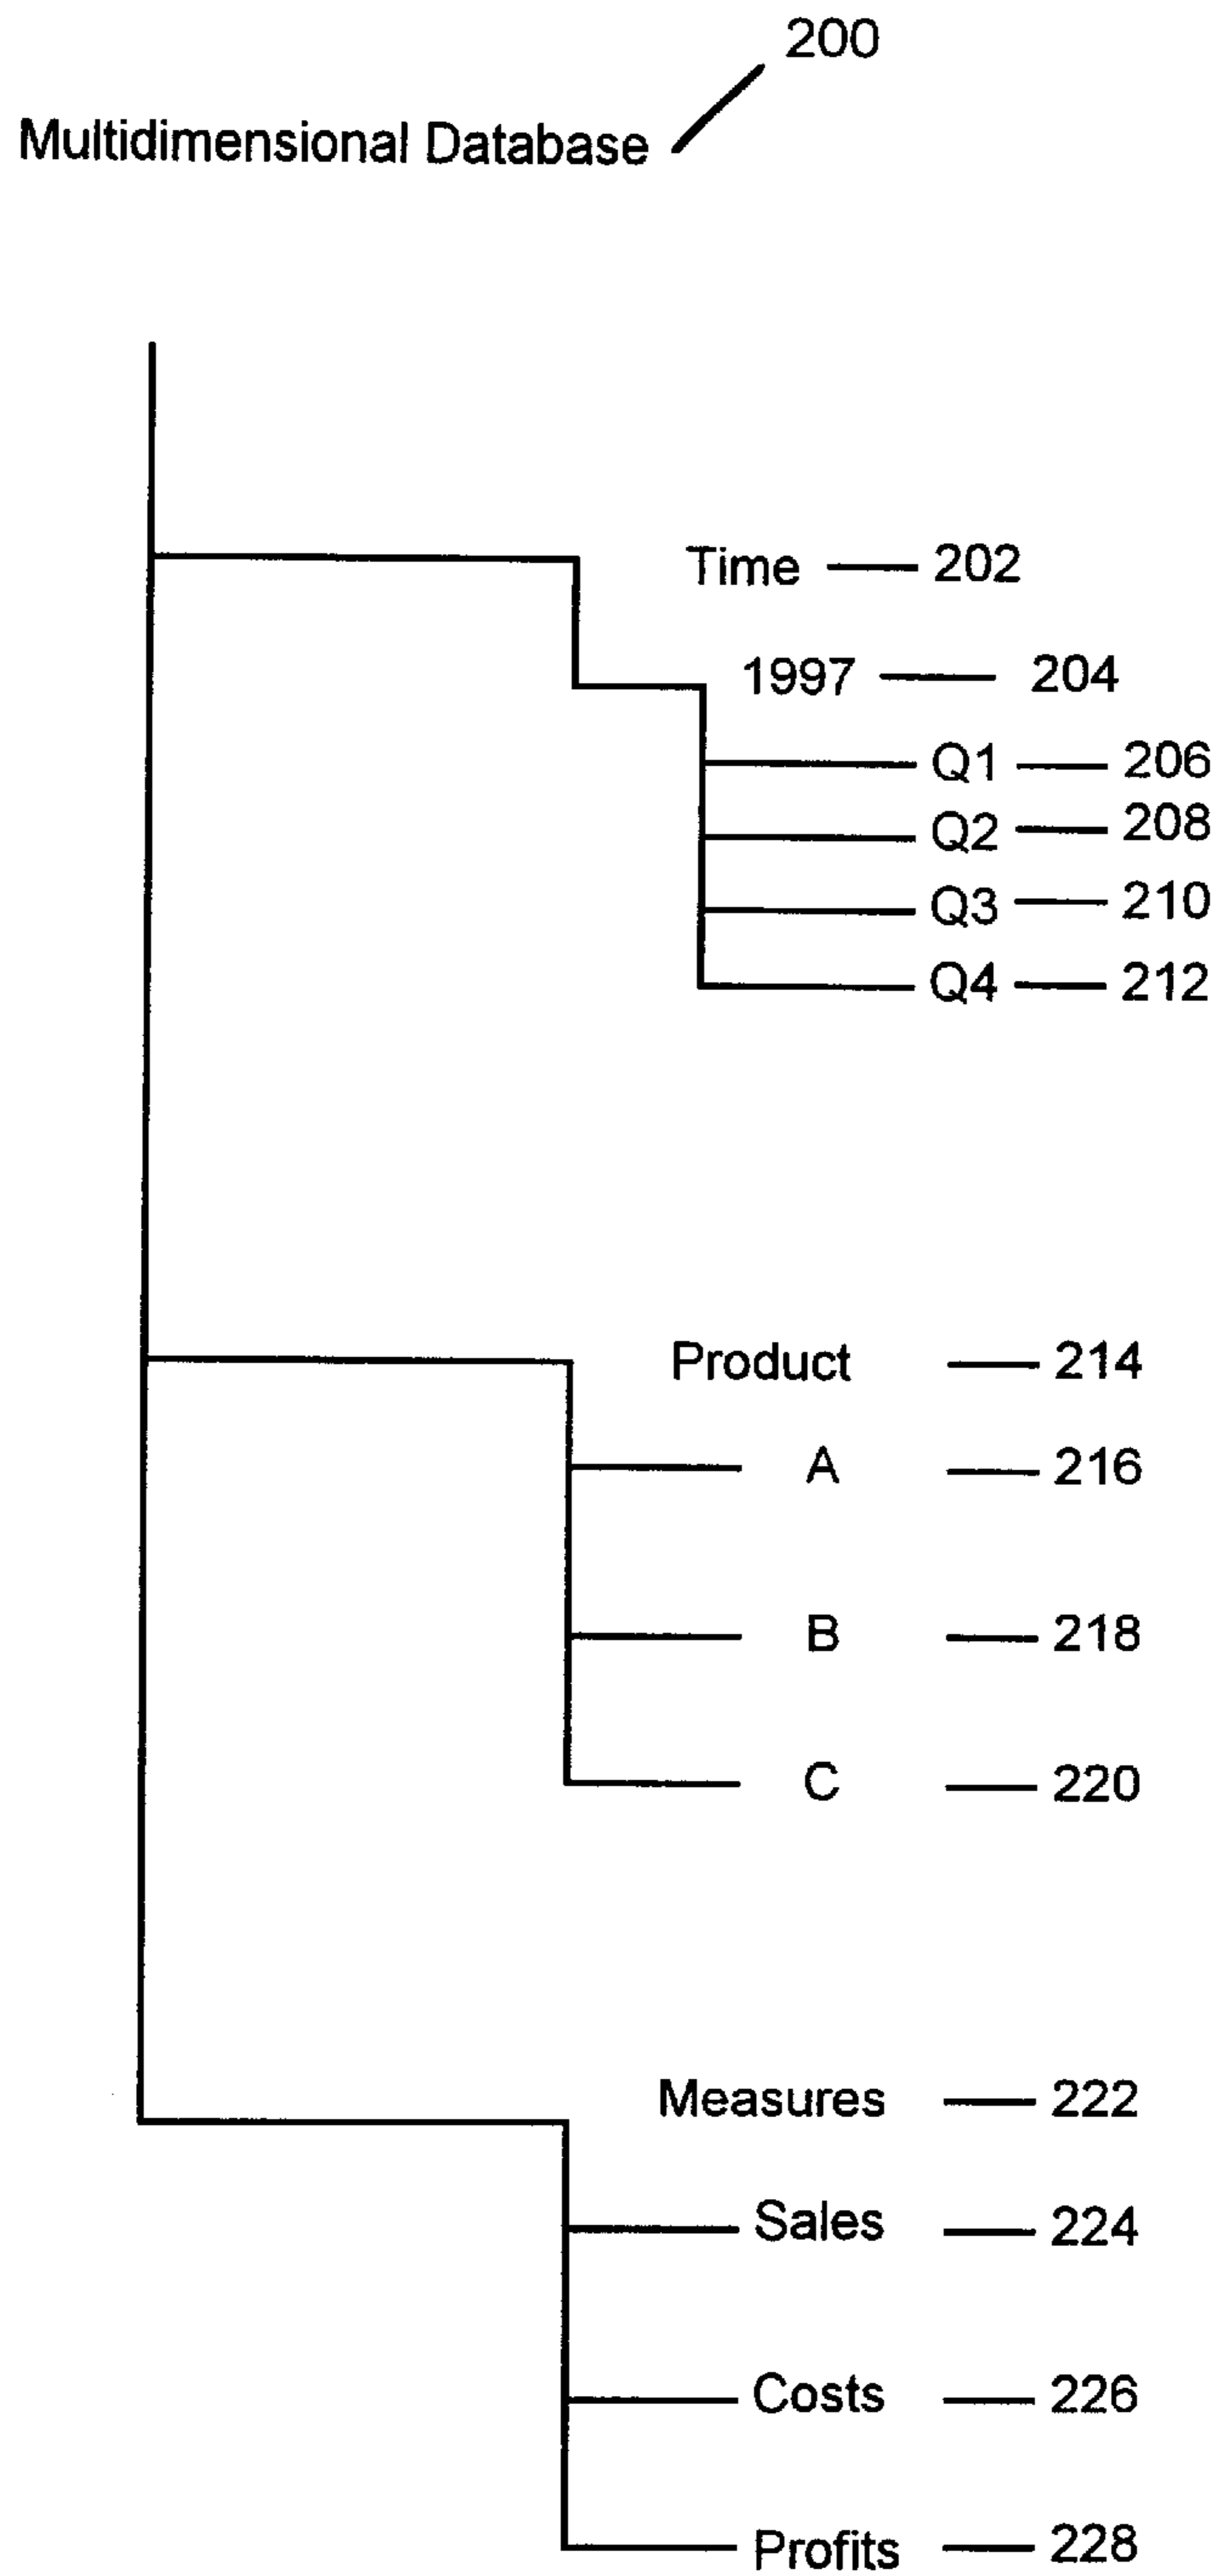 200
Multidimensional Database
Time 202
1997 204
Q1 206
Q2 208
Q3 210
Q4 212
Product 214
A 216
B 218
C 220
Measures 222
Sales 224
Costs 226
Profits 228